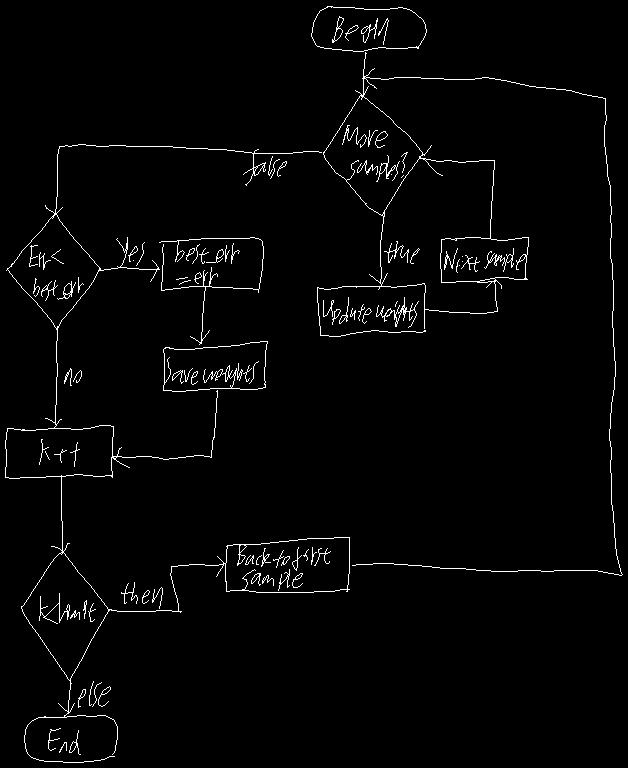 Begin
More
samples?
false
true
Next sample
Update weights
Err<
best_err
yes
best_err
=err
Save weights
no
K++
K<limit
then
Back to first
sample
else
End